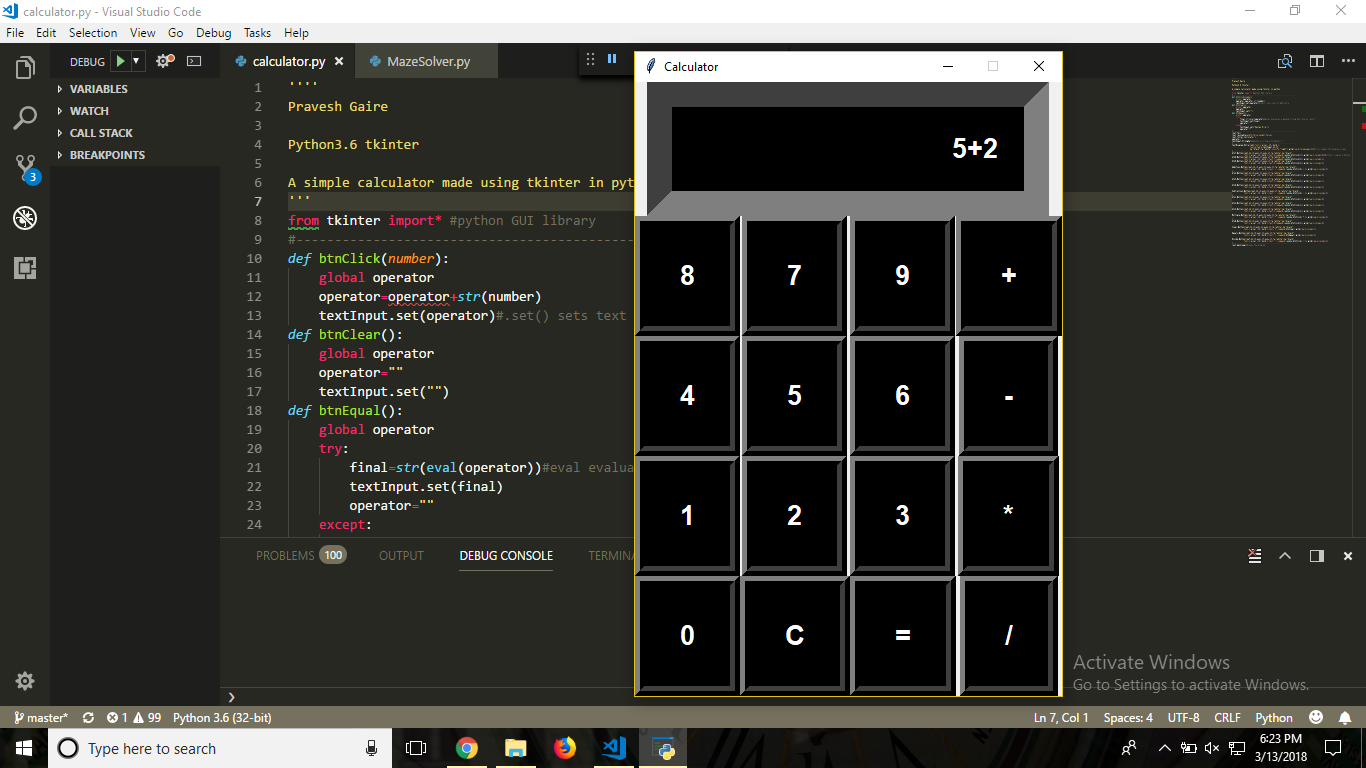 calculator.py - Visual Studio Code
File Edit Selection View Go Debug Tasks Help
DEBUG
calculator.py
MazeSolver.py
VARIABLES
WATCH
CALL STACK
BREAKPOINTS
1 ''''
2 Pravesh Gaire
3
4 Python3.6 tkinter
5
6 A simple calculator made using tkinter in pyt
7 '''
8 from tkinter import* #python GUI library
9 #--------------------------------------------
10 def btnClick(number):
11 global operator
12 operator=operator+str(number)
13 textInput.set(operator)#.set() sets text
14 def btnClear():
15 global operator
16 operator=""
17 textInput.set("")
18 def btnEqual():
19 global operator
20 try:
21 final=str(eval(operator))#eval evalua
22 textInput.set(final)
23 operator=""
24 except:
Calculator
5+2
8 7 9 +
4 5 6 -
1 2 3 *
0 C = /
PROBLEMS 100 OUTPUT DEBUG CONSOLE TERMINA
Activate Windows
Go to Settings to activate Windows.
3
master* 1 99 Python 3.6 (32-bit) Ln 7, Col 1 Spaces: 4 UTF-8 CRLF Python
Type here to search
6:23 PM
3/13/2018